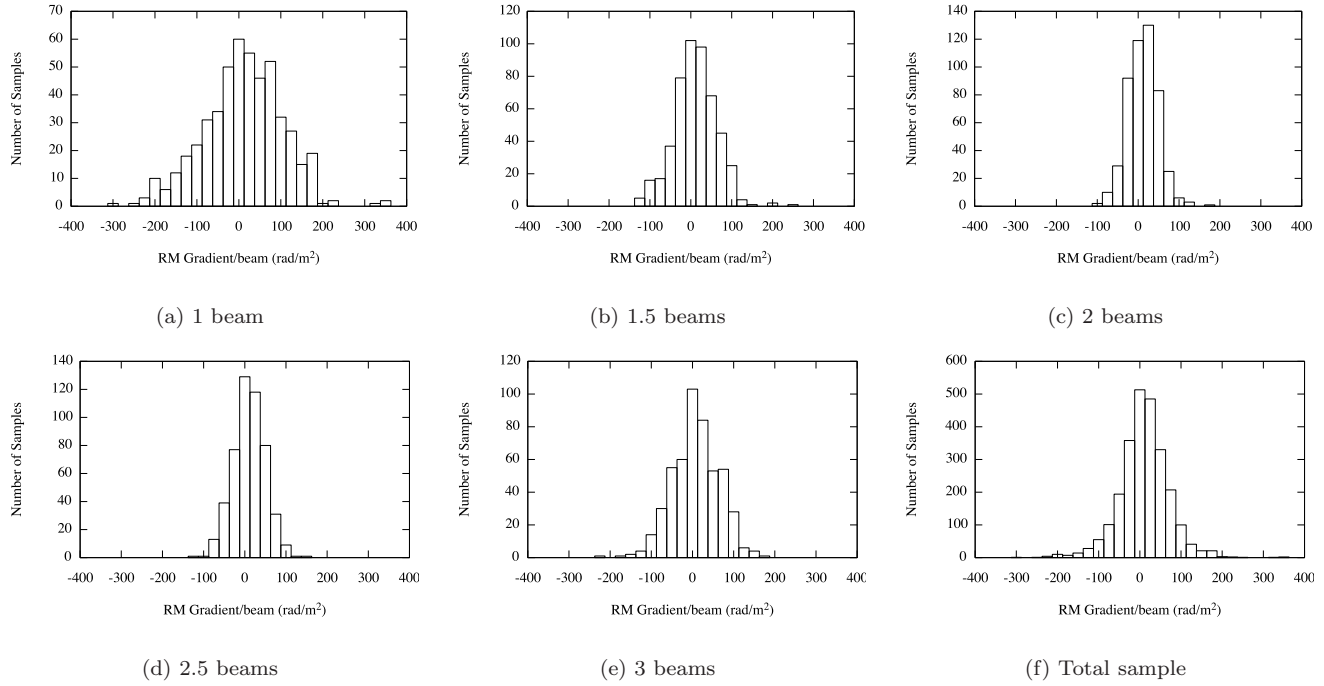 70
60
50
40
30
20
10
0
-400 -300 -200 -100 0 100 200 300 400
Number of Samples
RM Gradient/beam (rad/m²)
(a) 1 beam
120
100
80
60
40
20
0
-400 -300 -200 -100 0 100 200 300 400
Number of Samples
RM Gradient/beam (rad/m²)
(b) 1.5 beams
140
120
100
80
60
40
20
0
-400 -300 -200 -100 0 100 200 300 400
Number of Samples
RM Gradient/beam (rad/m²)
(c) 2 beams
140
120
100
80
60
40
20
0
-400 -300 -200 -100 0 100 200 300 400
Number of Samples
RM Gradient/beam (rad/m²)
(d) 2.5 beams
120
100
80
60
40
20
0
-400 -300 -200 -100 0 100 200 300 400
Number of Samples
RM Gradient/beam (rad/m²)
(e) 3 beams
600
500
400
300
200
100
0
-400 -300 -200 -100 0 100 200 300 400
Number of Samples
RM Gradient/beam (rad/m²)
(f) Total sample